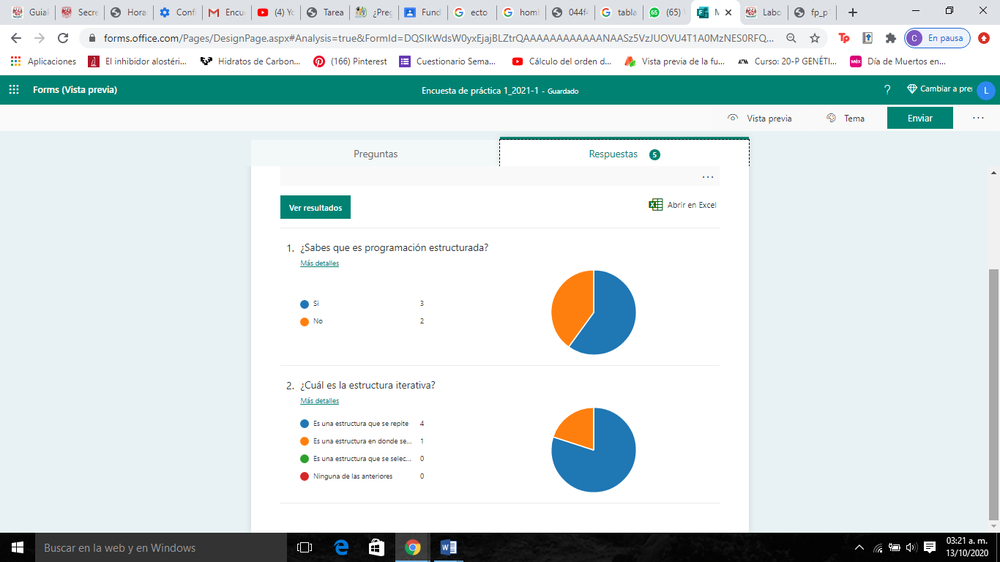 Guial
Secre
Hora
Confi
Encu
(4) Yo
Tarea
¿Preg
Fund
ecto
homl
044f4
tabla
(65)
M
Labo
fp_p
forms.office.com/Pages/DesignPage.aspx#Analysis=true&FormId=DQSIkWdsW0yxEjajBLZtrQAAAAAAAAAAAAANAASz5VzJUOVU4T1A0MzNES0RFQ...
C En pausa
Aplicaciones
El inhibidor alostéri...
Hidratos de Carbon...
(166) Pinterest
Cuestionario Sema...
Cálculo del orden d...
Vista previa de la fu...
Curso: 20-P GENÉTI...
Día de Muertos en...
Forms (Vista previa)
Encuesta de práctica 1_2021-1 - Guardado
?
Cambiar a prei
L
Vista previa
Tema
Enviar
...
Preguntas
Respuestas 5
...
Ver resultados
Abrir en Excel
1. ¿Sabes que es programación estructurada?
Más detalles
Si 3
No 2
2. ¿Cuál es la estructura iterativa?
Más detalles
Es una estructura que se repite 4
Es una estructura en donde se... 1
Es una estructura que se selec... 0
Ninguna de las anteriores 0
Buscar en la web y en Windows
03:21 a. m.
13/10/2020